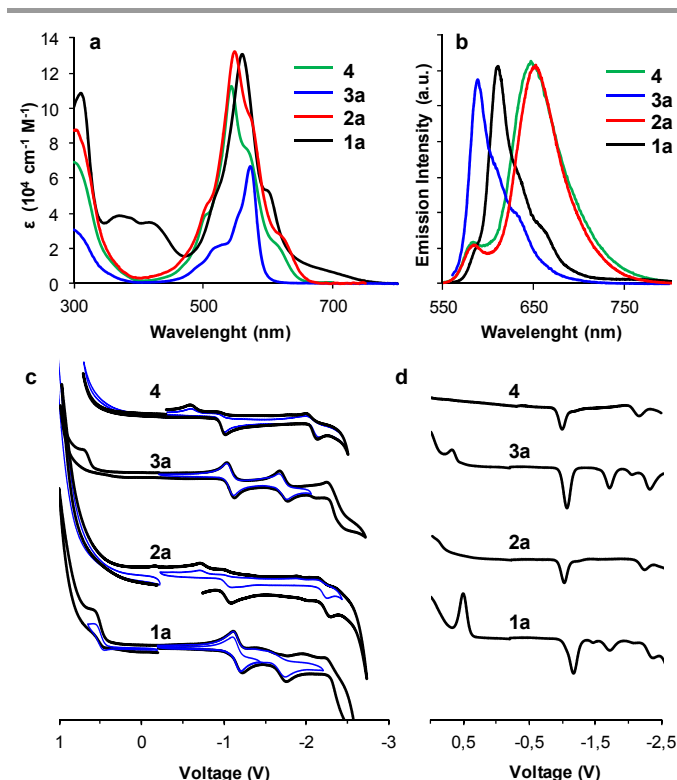 a
ε (10⁴ cm⁻¹ M⁻¹)
14
12
10
8
6
4
2
0
300
500
700
Wavelenght (nm)
4
3a
2a
1a
b
Emission Intensity (a.u.)
550
650
750
Wavelenght (nm)
4
3a
2a
1a
c
4
3a
2a
1a
1
0
-1
-2
-3
Voltage (V)
d
4
3a
2a
1a
0,5
-0,5
-1,5
-2,5
Voltage (V)